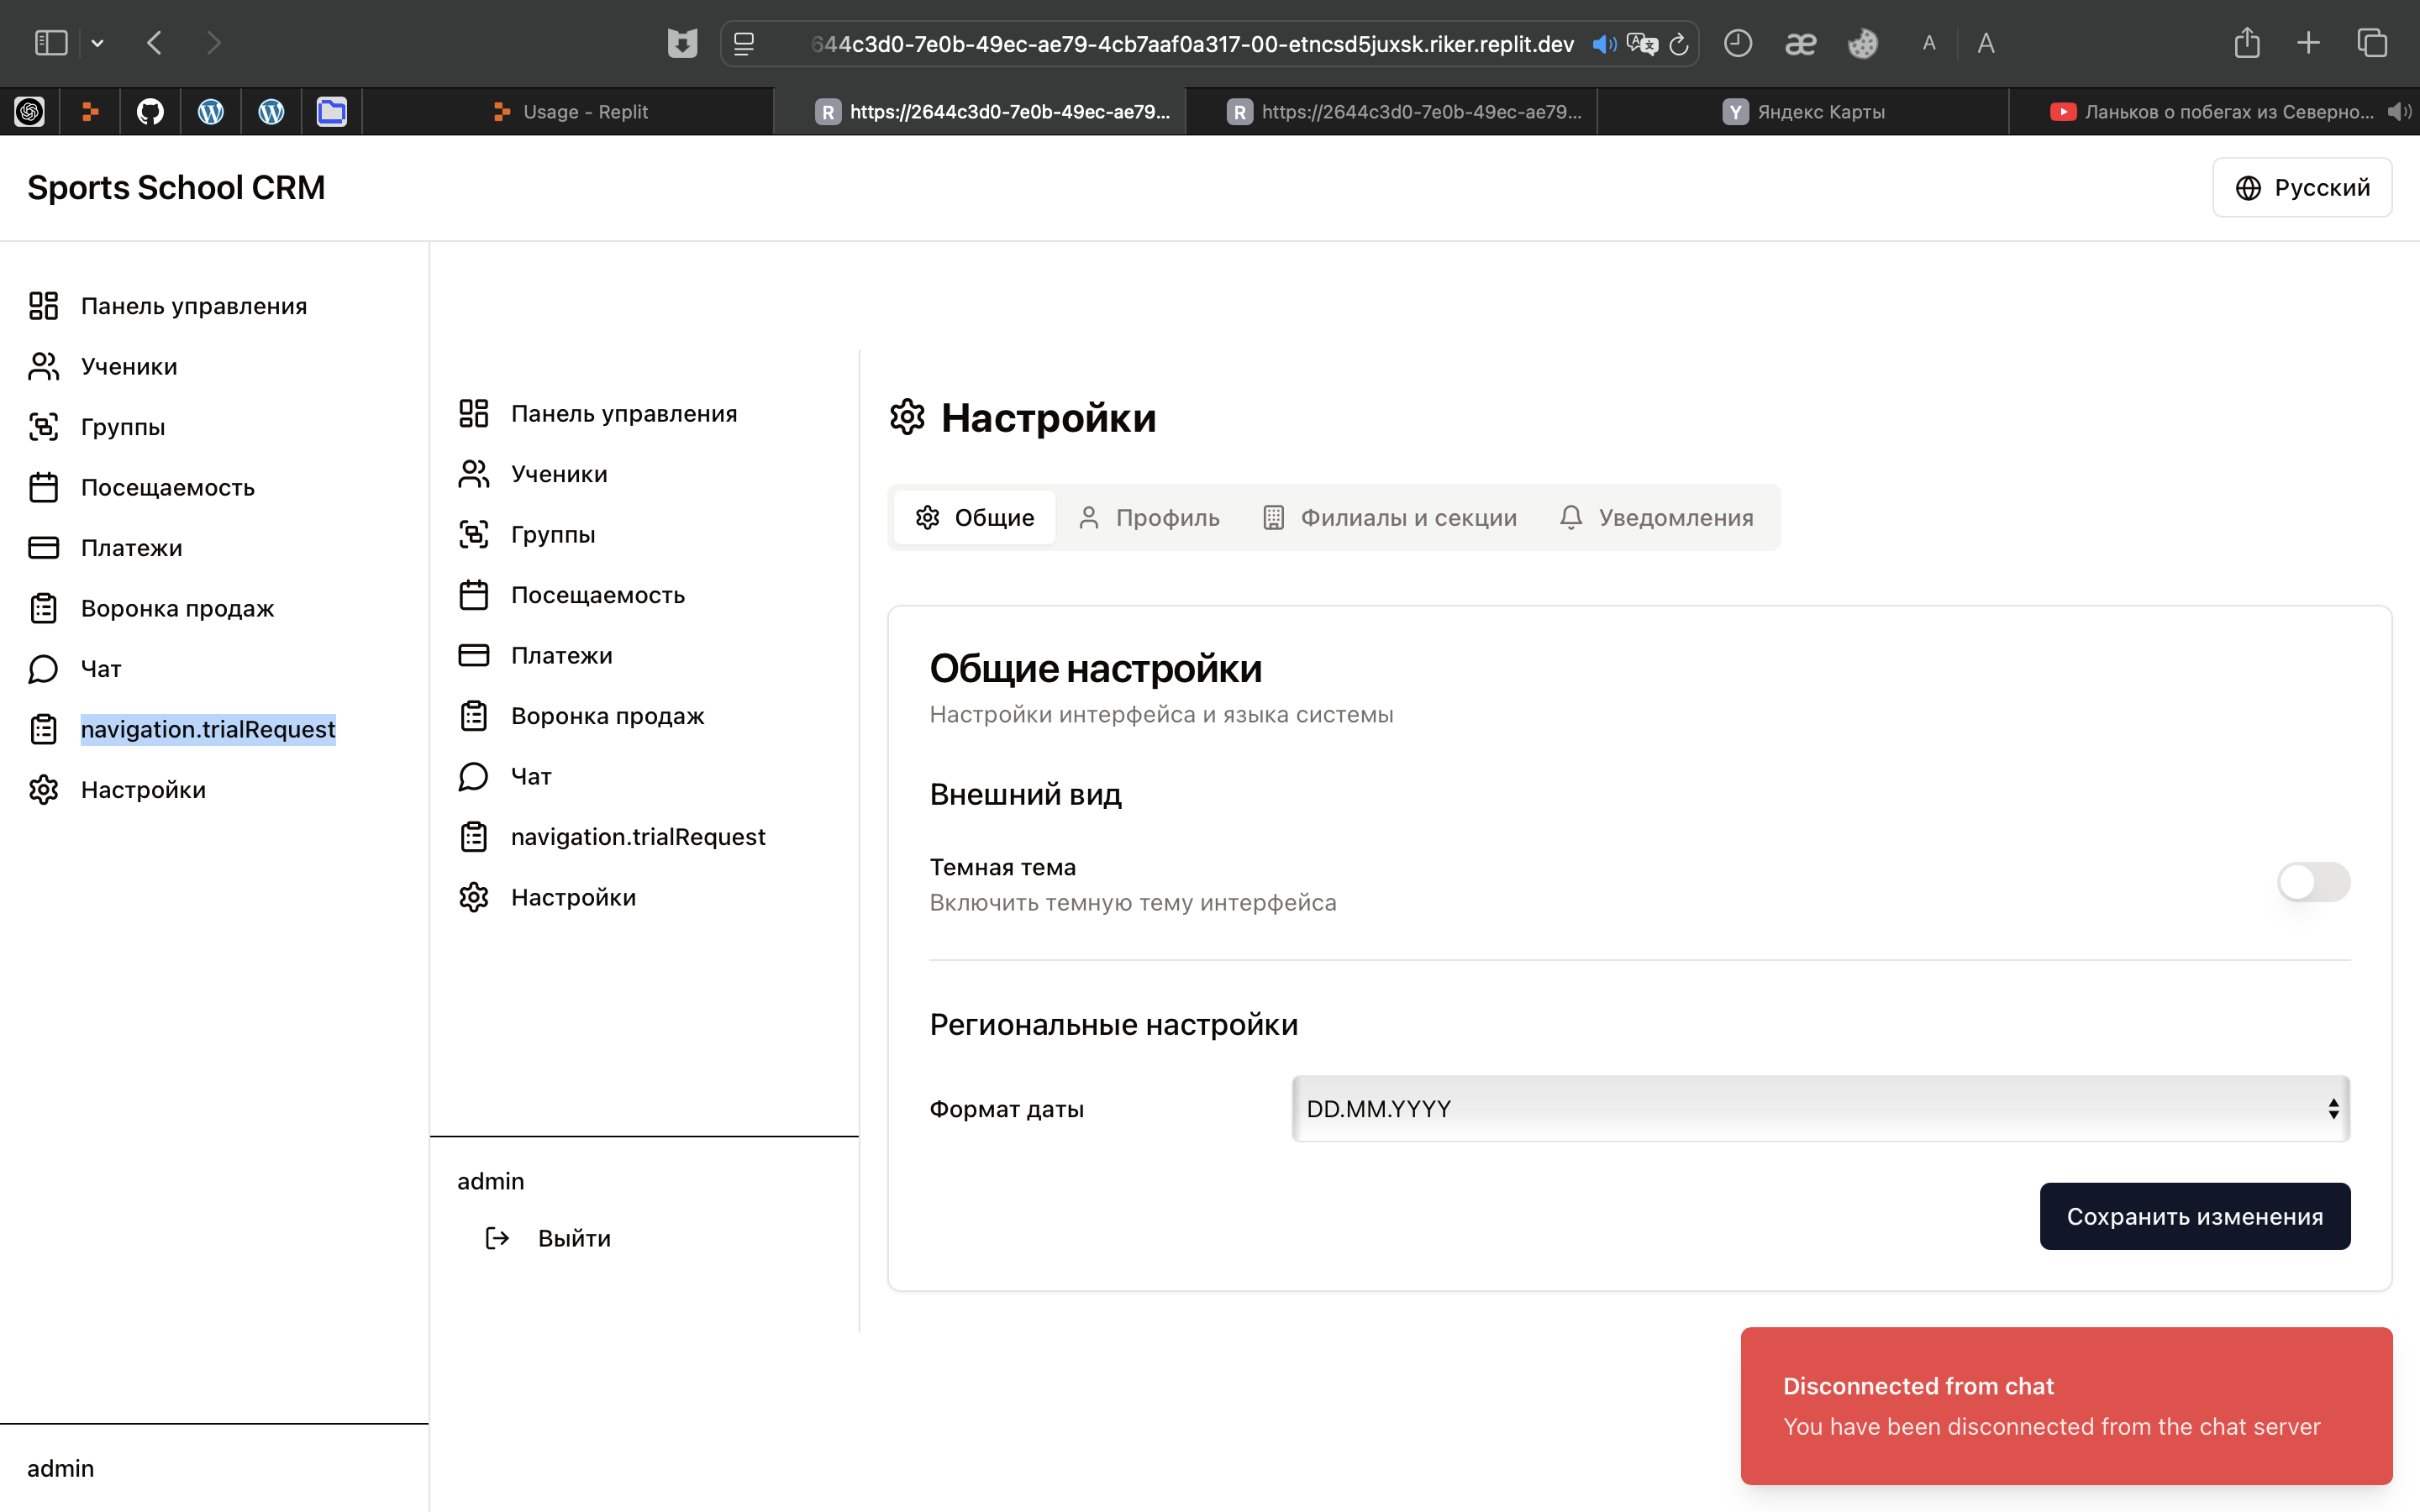 644c3d0-7e0b-49ec-ae79-4cb7aaf0a317-00-etncsd5juxsk.riker.replit.dev
æ
A
A
Usage - Replit
R https://2644c3d0-7e0b-49ec-ae79...
R https://2644c3d0-7e0b-49ec-ae79...
Y Яндекс Карты
Ланьков о побегах из Северно...
Sports School CRM
Русский
Панель управления
Ученики
Группы
Посещаемость
Платежи
Воронка продаж
Чат
navigation.trialRequest
Настройки
admin
Панель управления
Ученики
Группы
Посещаемость
Платежи
Воронка продаж
Чат
navigation.trialRequest
Настройки
admin
Выйти
Настройки
Общие
Профиль
Филиалы и секции
Уведомления
Общие настройки
Настройки интерфейса и языка системы
Внешний вид
Темная тема
Включить темную тему интерфейса
Региональные настройки
Формат даты
DD.MM.YYYY
Сохранить изменения
Disconnected from chat
You have been disconnected from the chat server